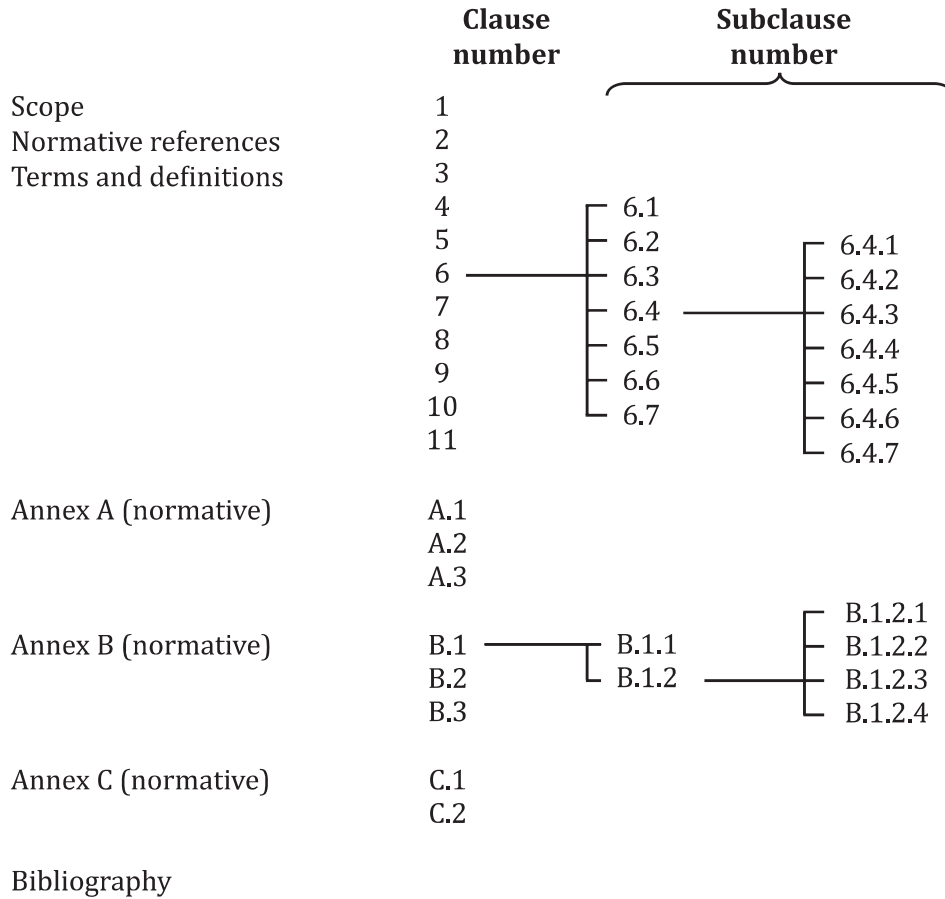 Clause
number
Subclause
number
Scope 1
Normative references 2
Terms and definitions 3
4 6.1
5 6.2 6.4.1
6 6.3 6.4.2
7 6.4 6.4.3
8 6.5 6.4.4
9 6.6 6.4.5
10 6.7 6.4.6
11 6.4.7
Annex A (normative) A.1
A.2
A.3
B.1.2.1
Annex B (normative) B.1 B.1.1 B.1.2.2
B.2 B.1.2 B.1.2.3
B.3 B.1.2.4
Annex C (normative) C.1
C.2
Bibliography